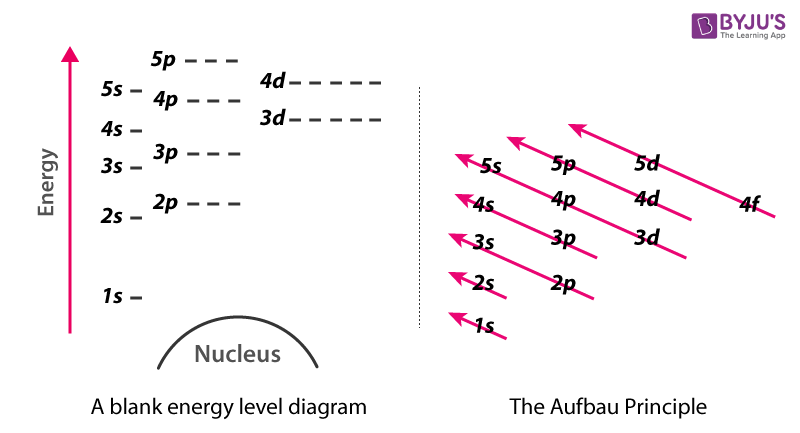 BYJU'S
The Learning App
5p
4d
5s
4p
4s
3d
3p
3s
2p
2s
1s
Energy
Nucleus
A blank energy level diagram
5s 5p 5d
4s 4p 4d 4f
3s 3p 3d
2s 2p
1s
The Aufbau Principle